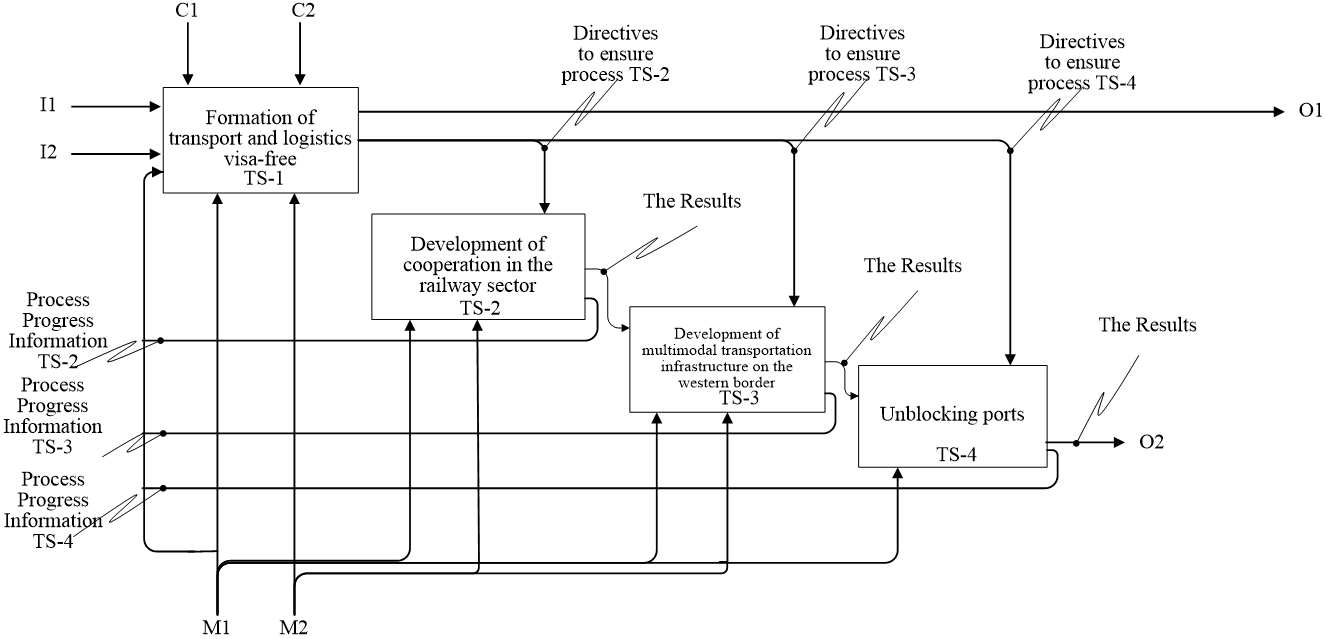 C1
C2
Directives
to ensure
process TS-2
Directives
to ensure
process TS-3
Directives
to ensure
process TS-4
I1
I2
O1
Formation of
transport and logistics
visa-free
TS-1
The Results
Development of
cooperation in the
railway sector
TS-2
The Results
Process
Progress
Information
TS-2
Development of
multimodal transportation
infrastructure on the
western border
TS-3
The Results
Process
Progress
Information
TS-3
Unblocking ports
TS-4
O2
Process
Progress
Information
TS-4
M1
M2